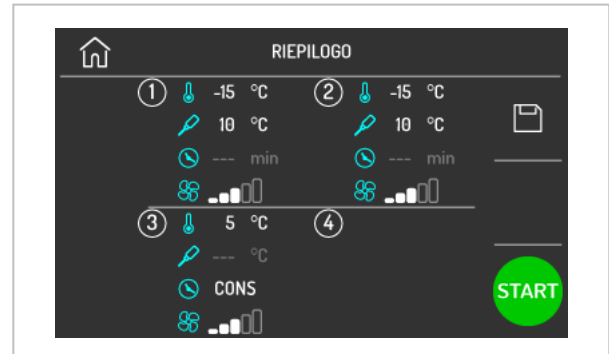 RIEPILOGO
1 -15 °C 2 -15 °C
10 °C 10 °C
--- min --- min
3 5 °C 4
--- °C
CONS
START